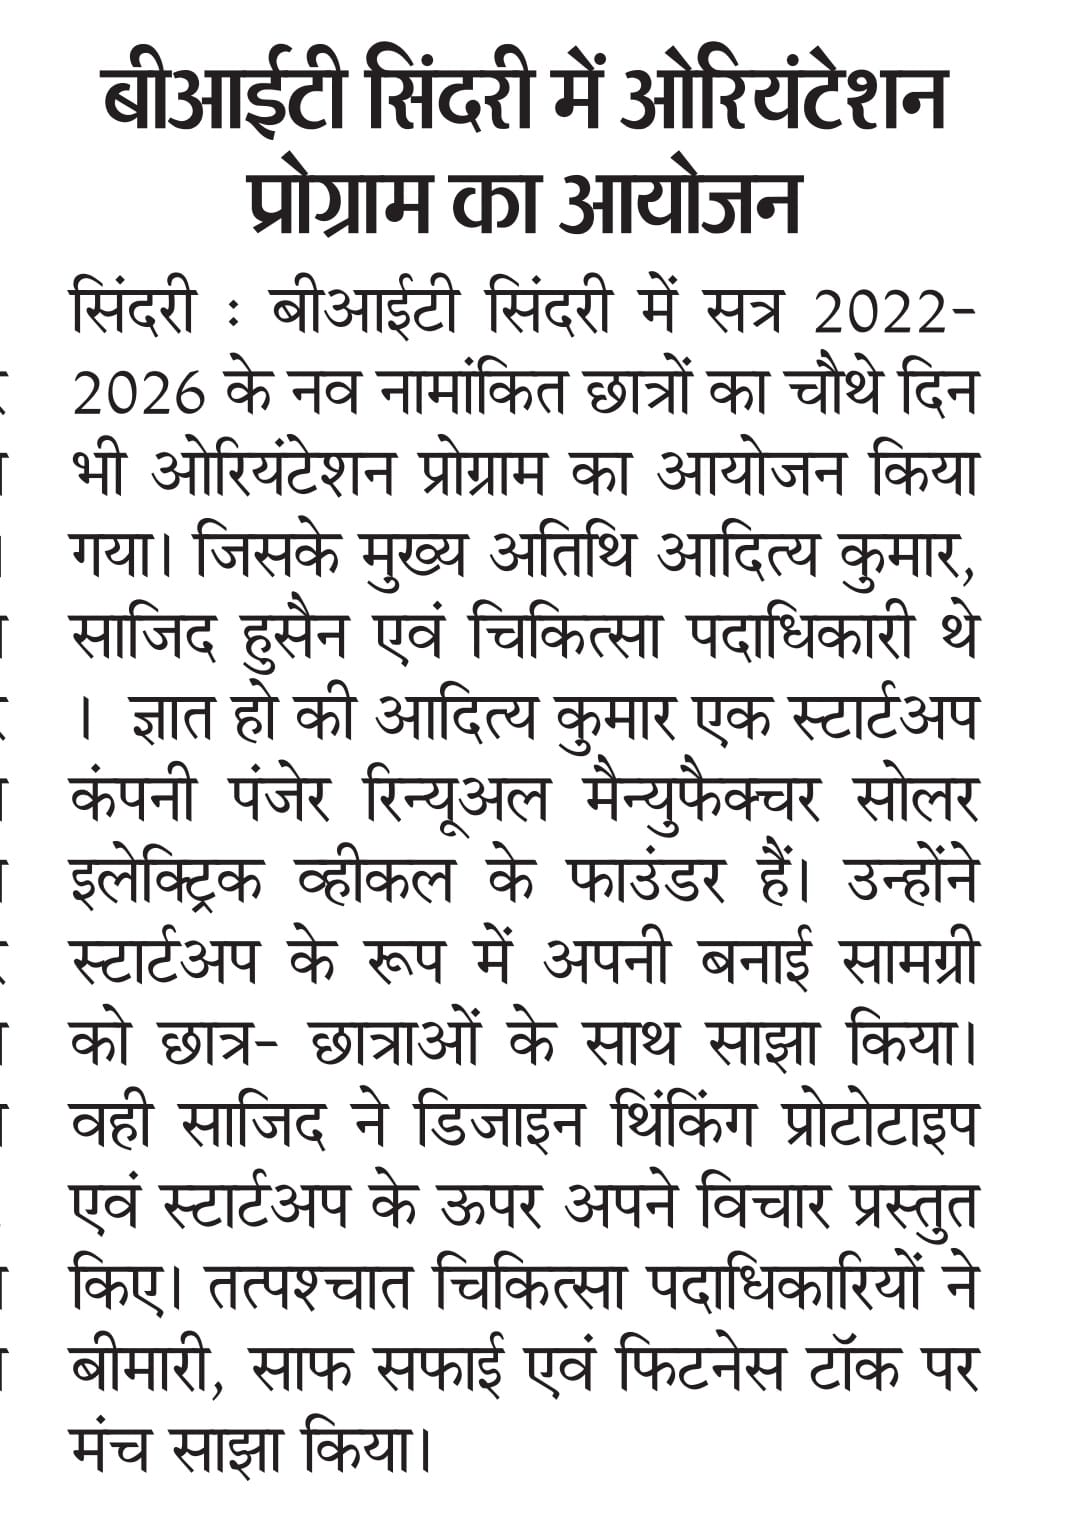 बीआईटी सिंदरी में ओरियंटेशन
प्रोग्राम का आयोजन
सिंदरी : बीआईटी सिंदरी में सत्र 2022-
2026 के नव नामांकित छात्रों का चौथे दिन
भी ओरियंटेशन प्रोग्राम का आयोजन किया
गया। जिसके मुख्य अतिथि आदित्य कुमार,
साजिद हुसैन एवं चिकित्सा पदाधिकारी थे
। ज्ञात हो की आदित्य कुमार एक स्टार्टअप
कंपनी पंजेर रिन्यूअल मैन्युफैक्चर सोलर
इलेक्ट्रिक व्हीकल के फाउंडर हैं। उन्होंने
स्टार्टअप के रूप में अपनी बनाई सामग्री
को छात्र- छात्राओं के साथ साझा किया।
वही साजिद ने डिजाइन थिंकिंग प्रोटोटाइप
एवं स्टार्टअप के ऊपर अपने विचार प्रस्तुत
किए। तत्पश्चात चिकित्सा पदाधिकारियों ने
बीमारी, साफ सफाई एवं फिटनेस टॉक पर
मंच साझा किया।